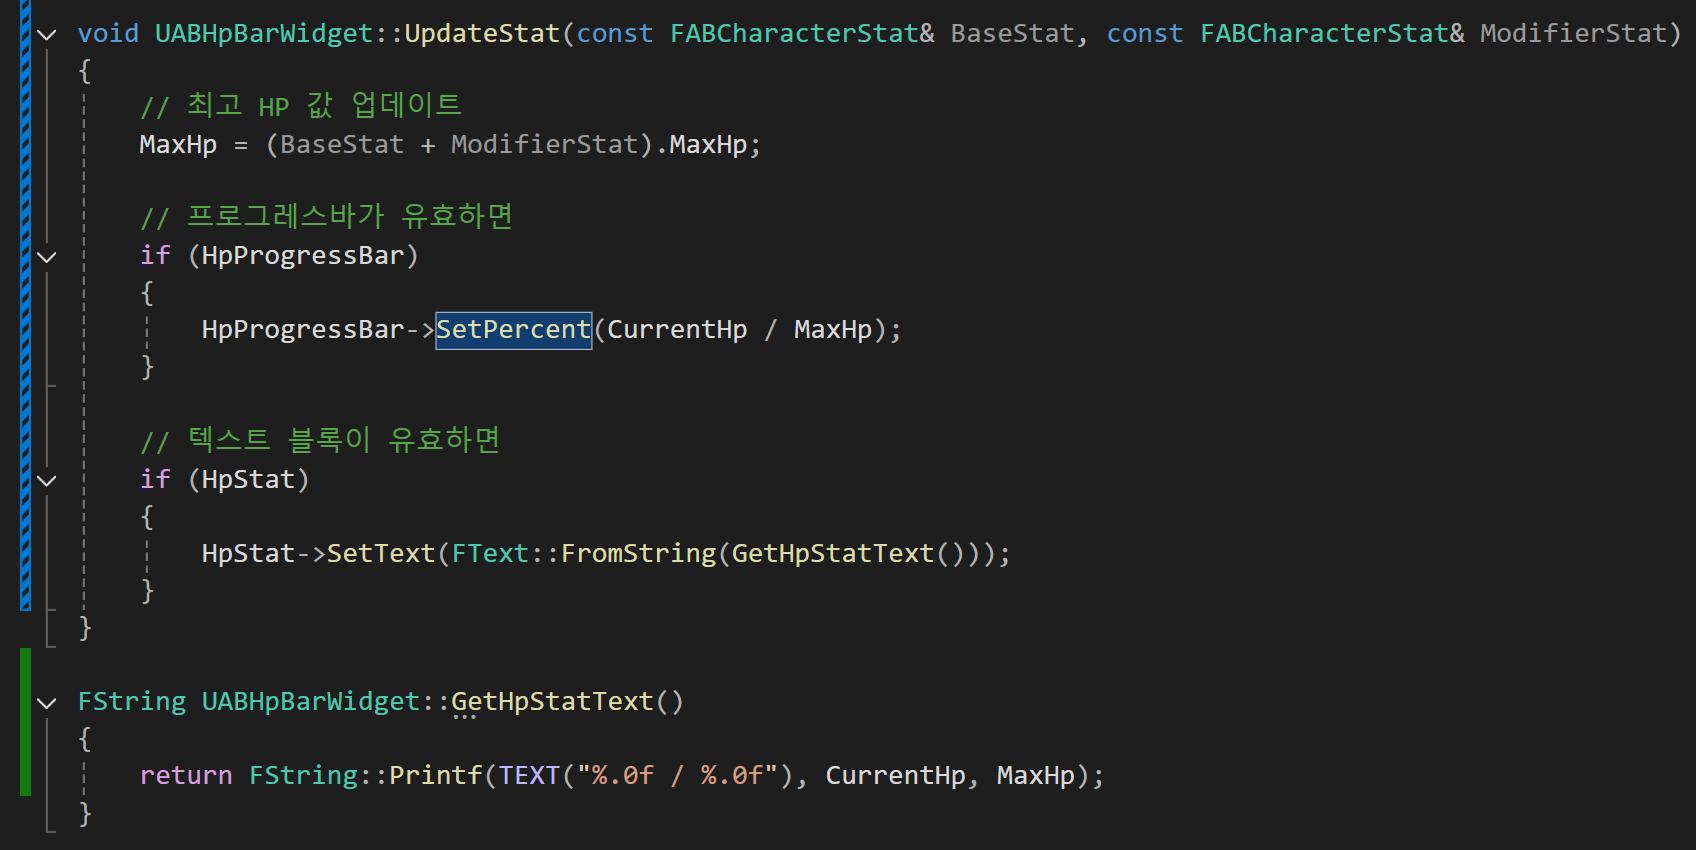 void UABHpBarWidget::UpdateStat(const FABCharacterStat& BaseStat, const FABCharacterStat& ModifierStat)
{
    // 최고 HP 값 업데이트
    MaxHp = (BaseStat + ModifierStat).MaxHp;

    // 프로그레스바가 유효하면
    if (HpProgressBar)
    {
        HpProgressBar->SetPercent(CurrentHp / MaxHp);
    }

    // 텍스트 블록이 유효하면
    if (HpStat)
    {
        HpStat->SetText(FText::FromString(GetHpStatText()));
    }
}

FString UABHpBarWidget::GetHpStatText()
{
    return FString::Printf(TEXT("%.0f / %.0f"), CurrentHp, MaxHp);
}